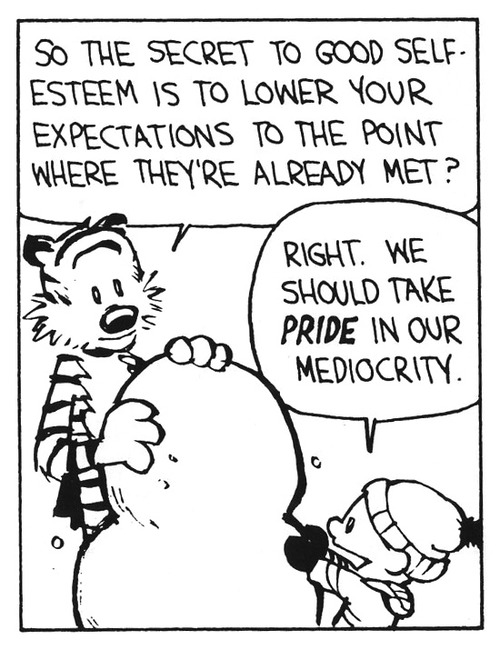 SO THE SECRET TO GOOD SELF-
ESTEEM IS TO LOWER YOUR
EXPECTATIONS TO THE POINT
WHERE THEY'RE ALREADY MET?
RIGHT. WE
SHOULD TAKE
PRIDE IN OUR
MEDIOCRITY.